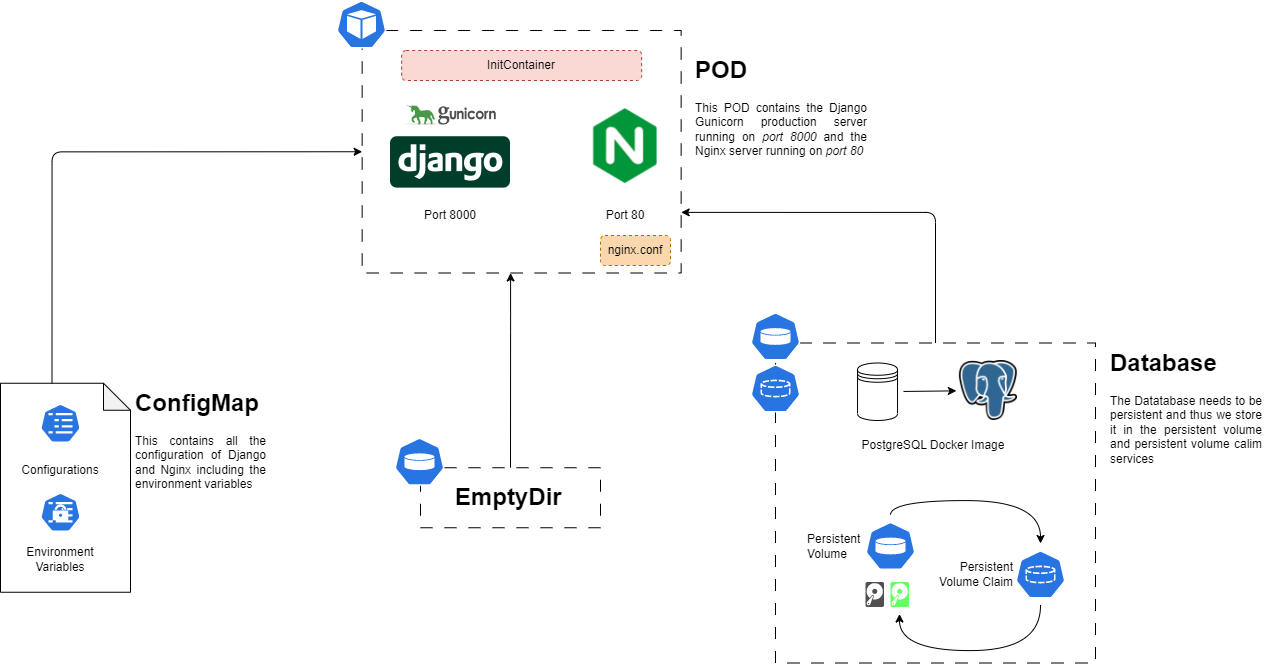 InitContainer
gunicorn
django
N
Port 8000
Port 80
nginx.conf
POD
This POD contains the Django
Gunicorn production server
running on port 8000 and the
Nginx server running on port 80
ConfigMap
This contains all the
configuration of Django
and Nginx including the
environment variables
Configurations
Environment
Variables
EmptyDir
PostgreSQL Docker Image
Database
The Datatabase needs to be
persistent and thus we store
it in the persistent volume
and persistent volume calim
services
Persistent
Volume
Persistent
Volume Claim